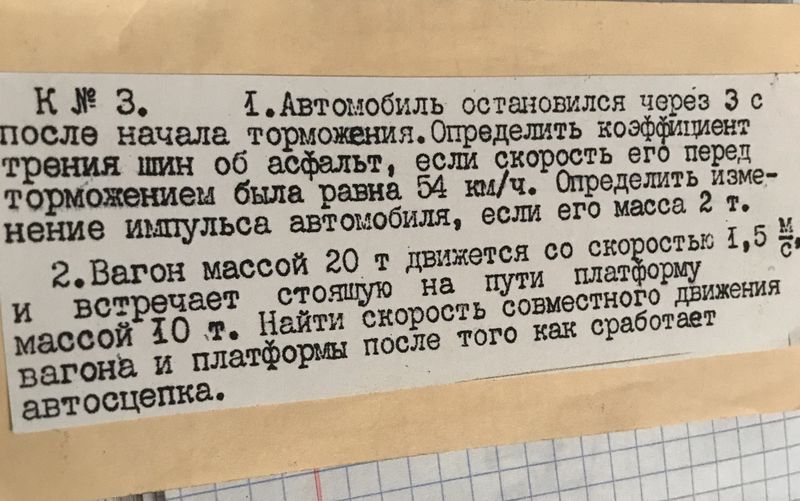 К № 3. 1.Автомобиль остановился через 3 с
после начала торможения.Определить коэффициент
трения шин об асфальт, если скорость его перед
торможением была равна 54 км/ч. Определить изме-
нение импульса автомобиля, если его масса 2 т.
2.Вагон массой 20 т движется со скоростью 1,5 м/с,
и встречает стоящую на пути платформу
массой 10 т. Найти скорость совместного движения
вагона и платформы после того как сработает
автосцепка.